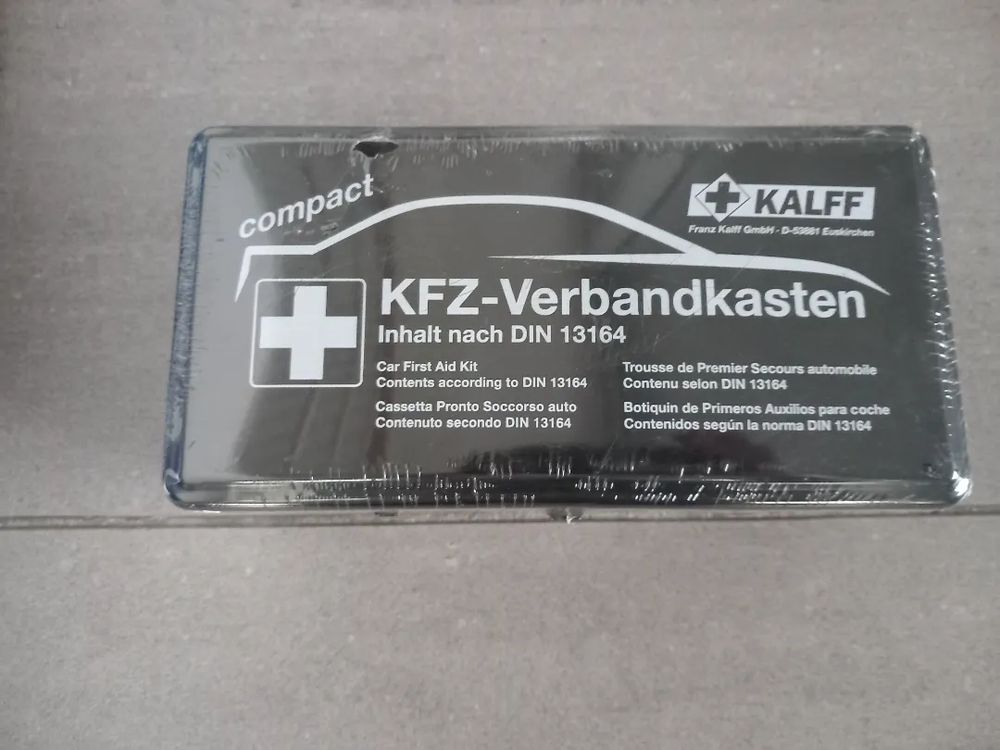 compact
KALFF
Franz Kalff GmbH - D-53881 Euskirchen
KFZ-Verbandkasten
Inhalt nach DIN 13164
Car First Aid Kit
Contents according to DIN 13164
Trousse de Premier Secours automobile
Contenu selon DIN 13164
Cassetta Pronto Soccorso auto
Contenuto secondo DIN 13164
Botiquin de Primeros Auxilios para coche
Contenidos según la norma DIN 13164